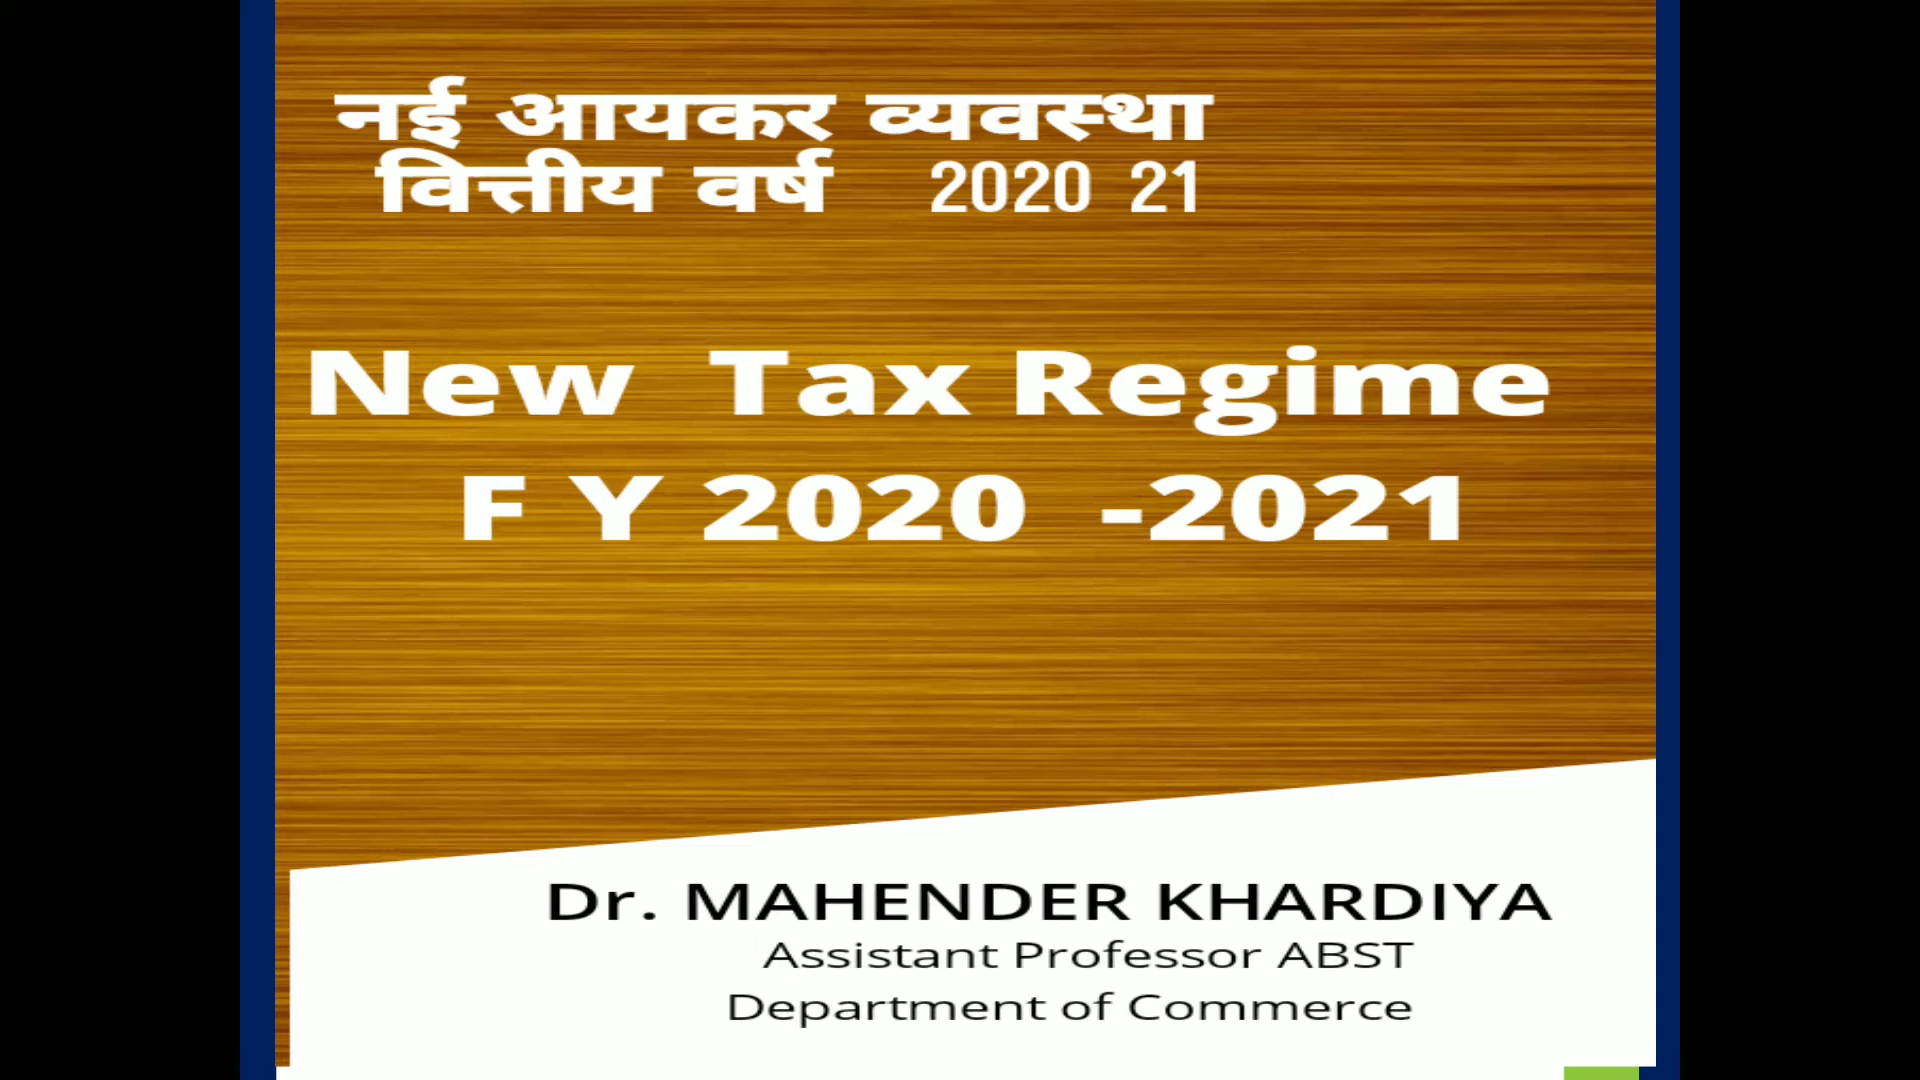 नई आयकर व्यवस्था
वित्तीय वर्ष 2020 21
New Tax Regime
F Y 2020 -2021
Dr. MAHENDER KHARDIYA
Assistant Professor ABST
Department of Commerce